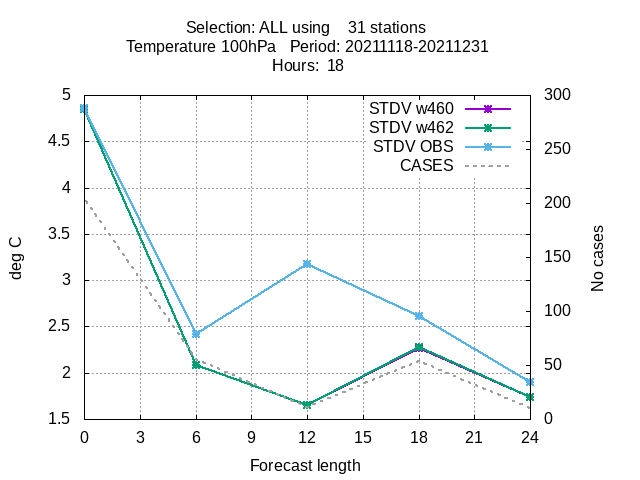 Selection: ALL using    31 stations
Temperature 100hPa   Period: 20211118-20211231
Hours:  18
5
4.5
4
3.5
3
2.5
2
1.5
deg C
STDV w460
STDV w462
STDV OBS
CASES
300
250
200
150
100
50
0
No cases
0 3 6 9 12 15 18 21 24
Forecast length